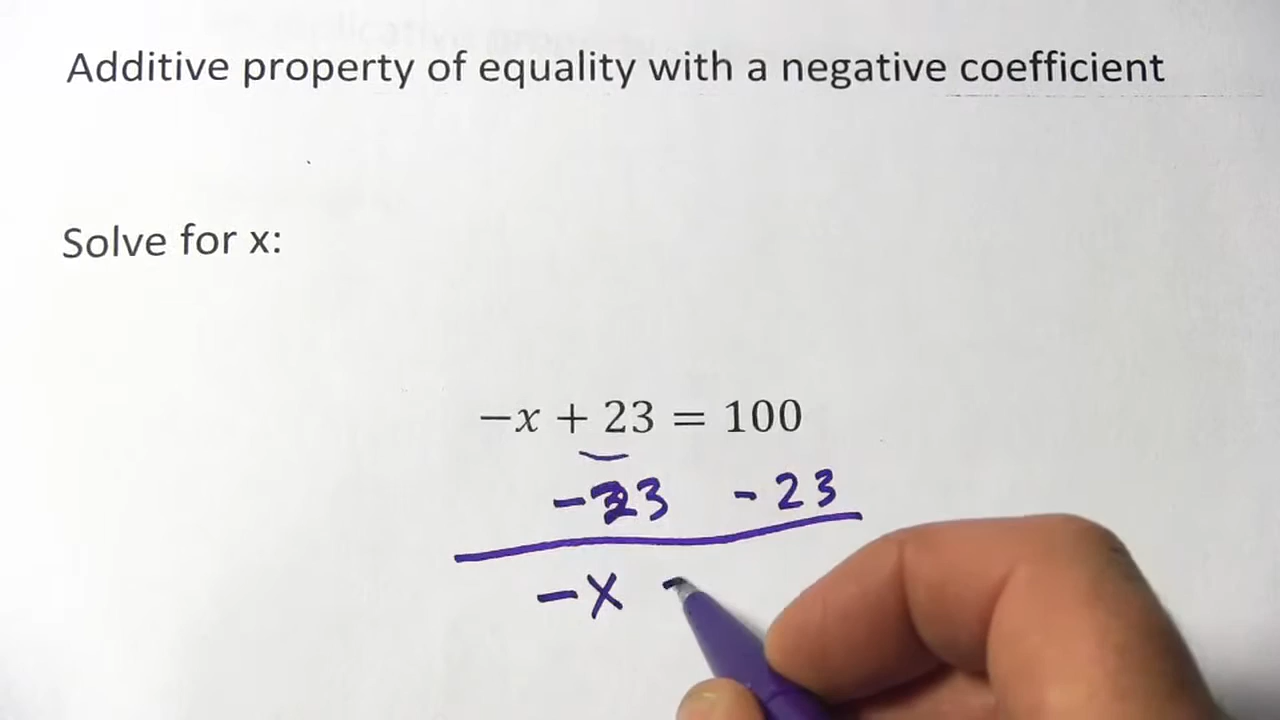 Additive property of equality with a negative coefficient
Solve for x:
−x + 23 = 100
-23 - 23
-x -